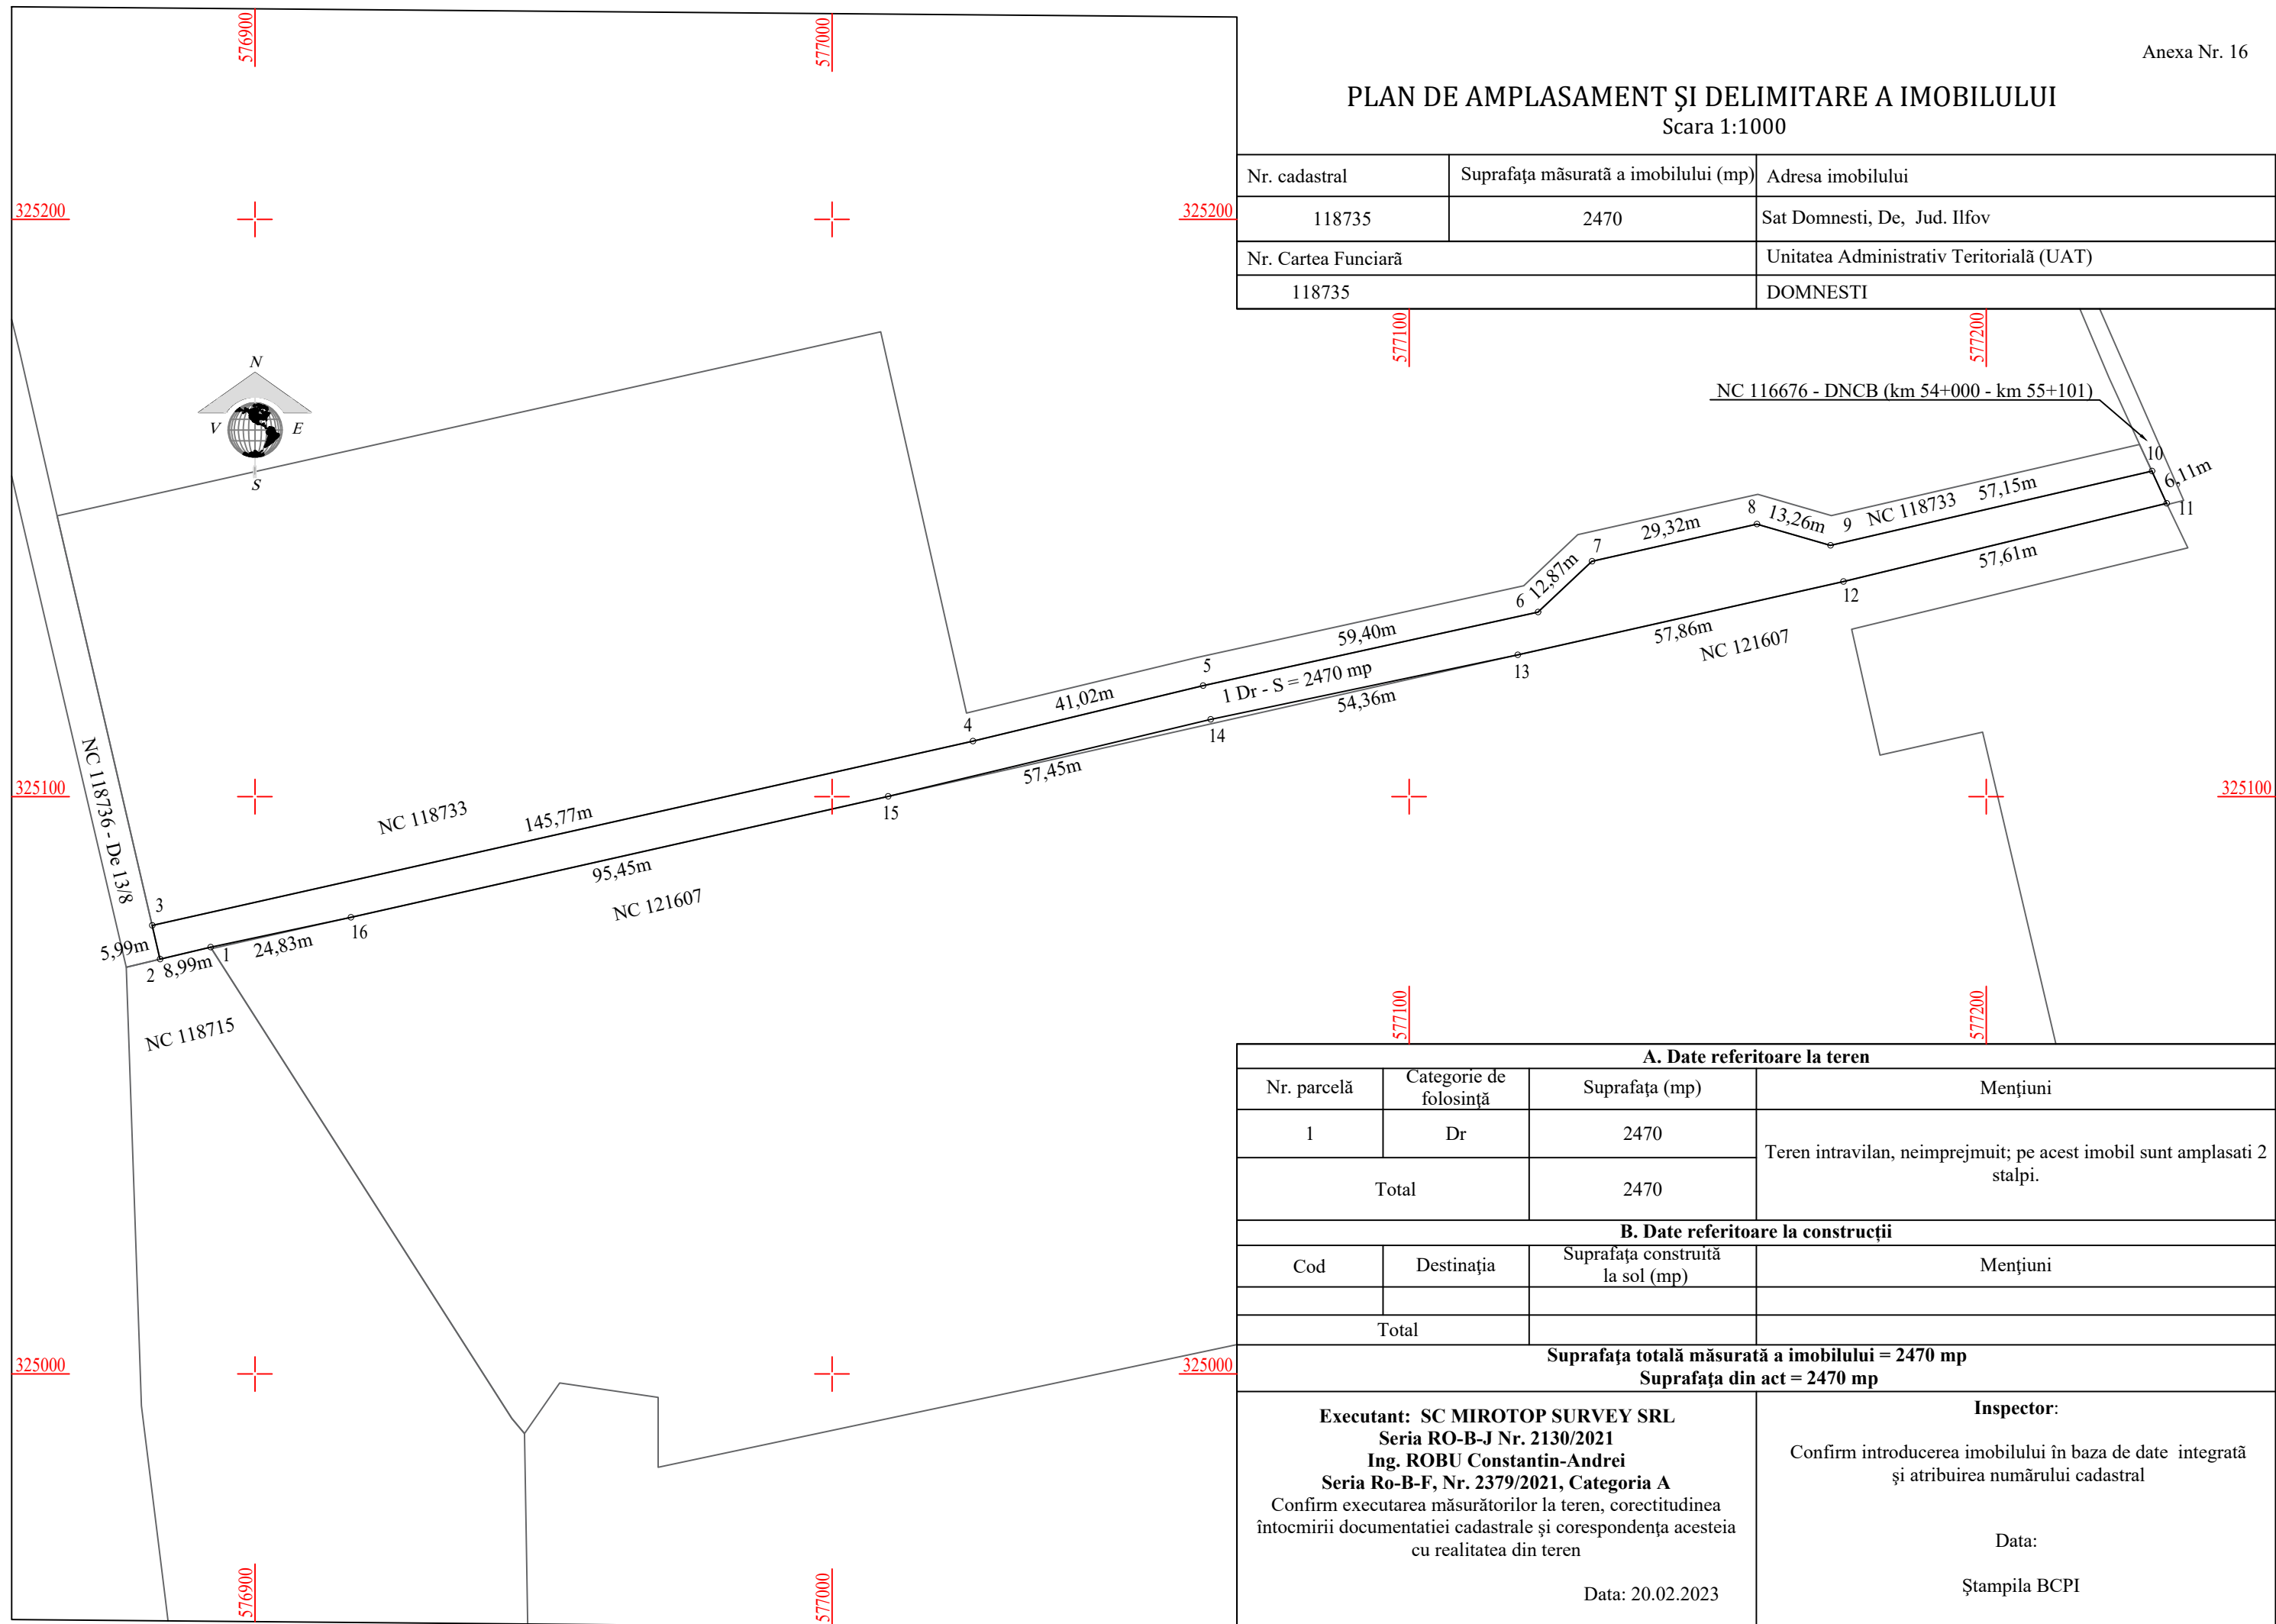 Anexa Nr. 16
PLAN DE AMPLASAMENT ŞI DELIMITARE A IMOBILULUI
Scara 1:1000
Nr. cadastral
Suprafaţa mãsuratã a imobilului (mp)
Adresa imobilului
118735
2470
Sat Domnesti, De, Jud. Ilfov
Nr. Cartea Funciarã
Unitatea Administrativ Teritorialã (UAT)
118735
DOMNESTI
576900
577000
577100
577200
325200
325200
N
V
E
S
NC 116676 - DNCB (km 54+000 - km 55+101)
10
6,11m
11
57,15m
NC 118733
9
13,26m
8
29,32m
7
12,87m
6
57,61m
12
57,86m
NC 121607
59,40m
5
1 Dr - S = 2470 mp
13
54,36m
41,02m
4
14
57,45m
325100
325100
15
NC 118736 - De 13/8
NC 118733
145,77m
95,45m
NC 121607
3
5,99m
2
8,99m
1
24,83m
16
NC 118715
577100
577200
325000
325000
576900
577000
A. Date referitoare la teren
Nr. parcelă
Categorie de
folosinţă
Suprafaţa (mp)
Menţiuni
1
Dr
2470
Teren intravilan, neimprejmuit; pe acest imobil sunt amplasati 2
stalpi.
Total
2470
B. Date referitoare la construcții
Cod
Destinaţia
Suprafaţa construită
la sol (mp)
Menţiuni
Total
Suprafaţa totală măsurată a imobilului = 2470 mp
Suprafaţa din act = 2470 mp
Executant: SC MIROTOP SURVEY SRL
Seria RO-B-J Nr. 2130/2021
Ing. ROBU Constantin-Andrei
Seria Ro-B-F, Nr. 2379/2021, Categoria A
Confirm executarea măsurătorilor la teren, corectitudinea
întocmirii documentatiei cadastrale şi corespondenţa acesteia
cu realitatea din teren
Data: 20.02.2023
Inspector:
Confirm introducerea imobilului în baza de date integratã
şi atribuirea numãrului cadastral
Data:
Ştampila BCPI